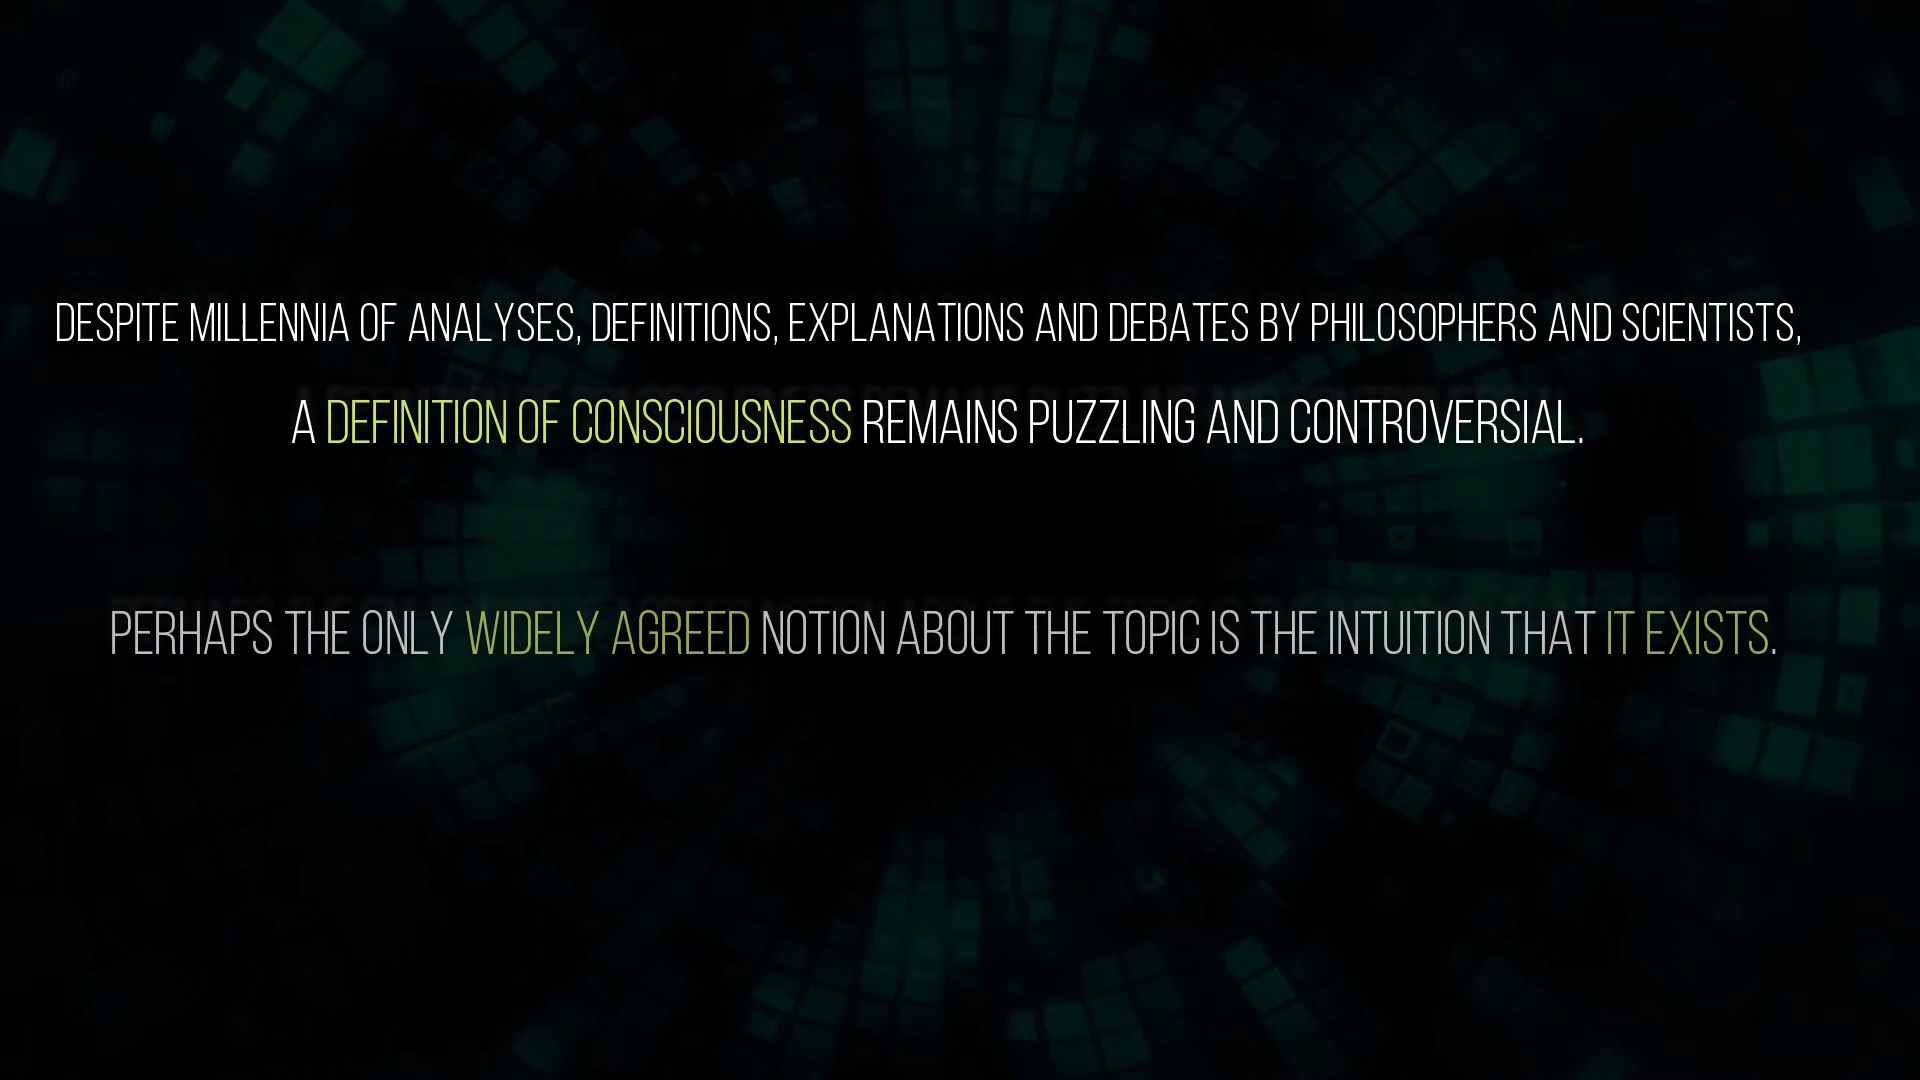 DESPITE MILLENNIA OF ANALYSES, DEFINITIONS, EXPLANATIONS AND DEBATES BY PHILOSOPHERS AND SCIENTISTS,
A DEFINITION OF CONSCIOUSNESS REMAINS PUZZLING AND CONTROVERSIAL.
PERHAPS THE ONLY WIDELY AGREED NOTION ABOUT THE TOPIC IS THE INTUITION THAT IT EXISTS.